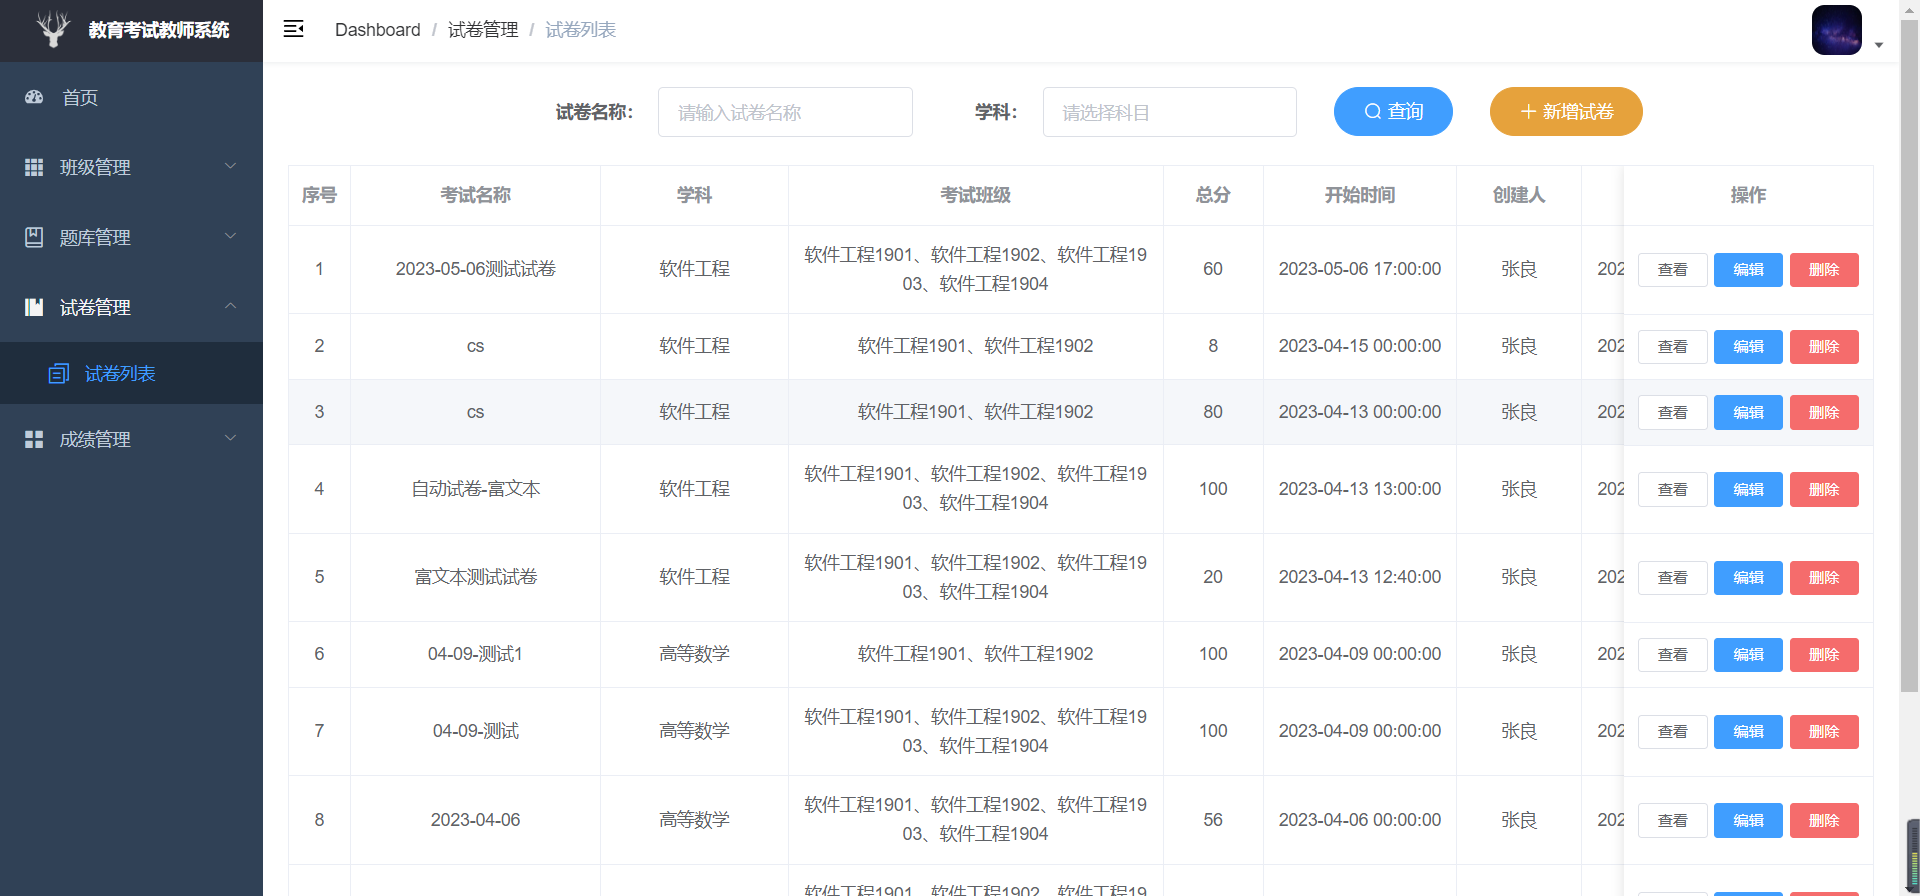 教育考试教师系统
Dashboard / 试卷管理 / 试卷列表
首页
班级管理
题库管理
试卷管理
试卷列表
成绩管理
试卷名称： 请输入试卷名称 学科： 请选择科目 查询 新增试卷
序号 考试名称 学科 考试班级 总分 开始时间 创建人 操作
1 2023-05-06测试试卷 软件工程 软件工程1901、软件工程1902、软件工程19 60 2023-05-06 17:00:00 张良 202 查看 编辑 删除
03、软件工程1904
2 cs 软件工程 软件工程1901、软件工程1902 8 2023-04-15 00:00:00 张良 202 查看 编辑 删除
3 cs 软件工程 软件工程1901、软件工程1902 80 2023-04-13 00:00:00 张良 202 查看 编辑 删除
4 自动试卷-富文本 软件工程 软件工程1901、软件工程1902、软件工程19 100 2023-04-13 13:00:00 张良 202 查看 编辑 删除
03、软件工程1904
5 富文本测试试卷 软件工程 软件工程1901、软件工程1902、软件工程19 20 2023-04-13 12:40:00 张良 202 查看 编辑 删除
03、软件工程1904
6 04-09-测试1 高等数学 软件工程1901、软件工程1902 100 2023-04-09 00:00:00 张良 202 查看 编辑 删除
7 04-09-测试 高等数学 软件工程1901、软件工程1902、软件工程19 100 2023-04-09 00:00:00 张良 202 查看 编辑 删除
03、软件工程1904
8 2023-04-06 高等数学 软件工程1901、软件工程1902、软件工程19 56 2023-04-06 00:00:00 张良 202 查看 编辑 删除
03、软件工程1904
软件工程1901、软件工程1902、软件工程19